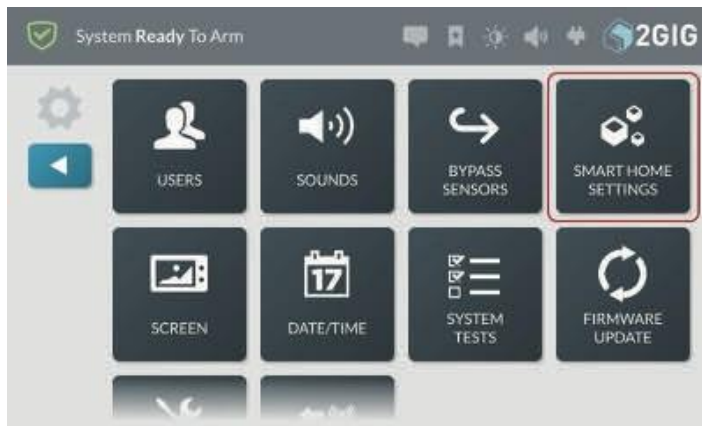 System Ready To Arm
2GIG
USERS
SOUNDS
BYPASS
SENSORS
SMART HOME
SETTINGS
SCREEN
17
DATE/TIME
SYSTEM
TESTS
FIRMWARE
UPDATE